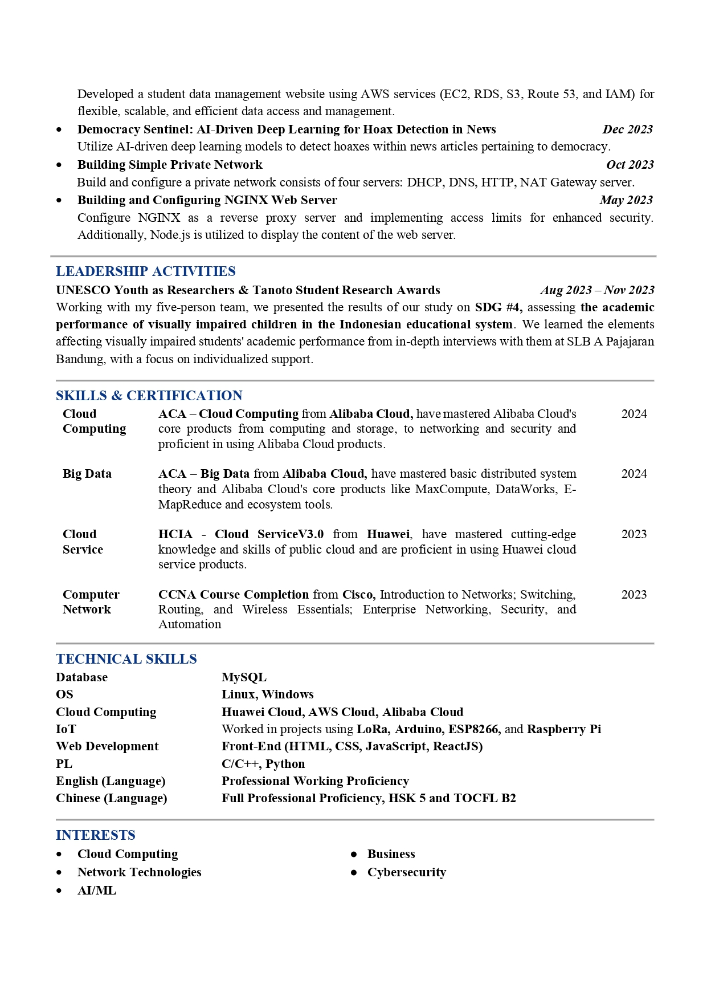 Developed a student data management website using AWS services (EC2, RDS, S3, Route 53, and IAM) for
flexible, scalable, and efficient data access and management.
• Democracy Sentinel: AI-Driven Deep Learning for Hoax Detection in News Dec 2023
Utilize AI-driven deep learning models to detect hoaxes within news articles pertaining to democracy.
• Building Simple Private Network Oct 2023
Build and configure a private network consists of four servers: DHCP, DNS, HTTP, NAT Gateway server.
• Building and Configuring NGINX Web Server May 2023
Configure NGINX as a reverse proxy server and implementing access limits for enhanced security.
Additionally, Node.js is utilized to display the content of the web server.
LEADERSHIP ACTIVITIES
UNESCO Youth as Researchers & Tanoto Student Research Awards Aug 2023 – Nov 2023
Working with my five-person team, we presented the results of our study on SDG #4, assessing the academic
performance of visually impaired children in the Indonesian educational system. We learned the elements
affecting visually impaired students' academic performance from in-depth interviews with them at SLB A Pajajaran
Bandung, with a focus on individualized support.
SKILLS & CERTIFICATION
Cloud ACA – Cloud Computing from Alibaba Cloud, have mastered Alibaba Cloud's 2024
Computing core products from computing and storage, to networking and security and
proficient in using Alibaba Cloud products.
Big Data ACA – Big Data from Alibaba Cloud, have mastered basic distributed system 2024
theory and Alibaba Cloud's core products like MaxCompute, DataWorks, E-
MapReduce and ecosystem tools.
Cloud HCIA - Cloud ServiceV3.0 from Huawei, have mastered cutting-edge 2023
Service knowledge and skills of public cloud and are proficient in using Huawei cloud
service products.
Computer CCNA Course Completion from Cisco, Introduction to Networks; Switching, 2023
Network Routing, and Wireless Essentials; Enterprise Networking, Security, and
Automation
TECHNICAL SKILLS
Database MySQL
OS Linux, Windows
Cloud Computing Huawei Cloud, AWS Cloud, Alibaba Cloud
IoT Worked in projects using LoRa, Arduino, ESP8266, and Raspberry Pi
Web Development Front-End (HTML, CSS, JavaScript, ReactJS)
PL C/C++, Python
English (Language) Professional Working Proficiency
Chinese (Language) Full Professional Proficiency, HSK 5 and TOCFL B2
INTERESTS
• Cloud Computing
• Network Technologies
• AI/ML
• Business
• Cybersecurity